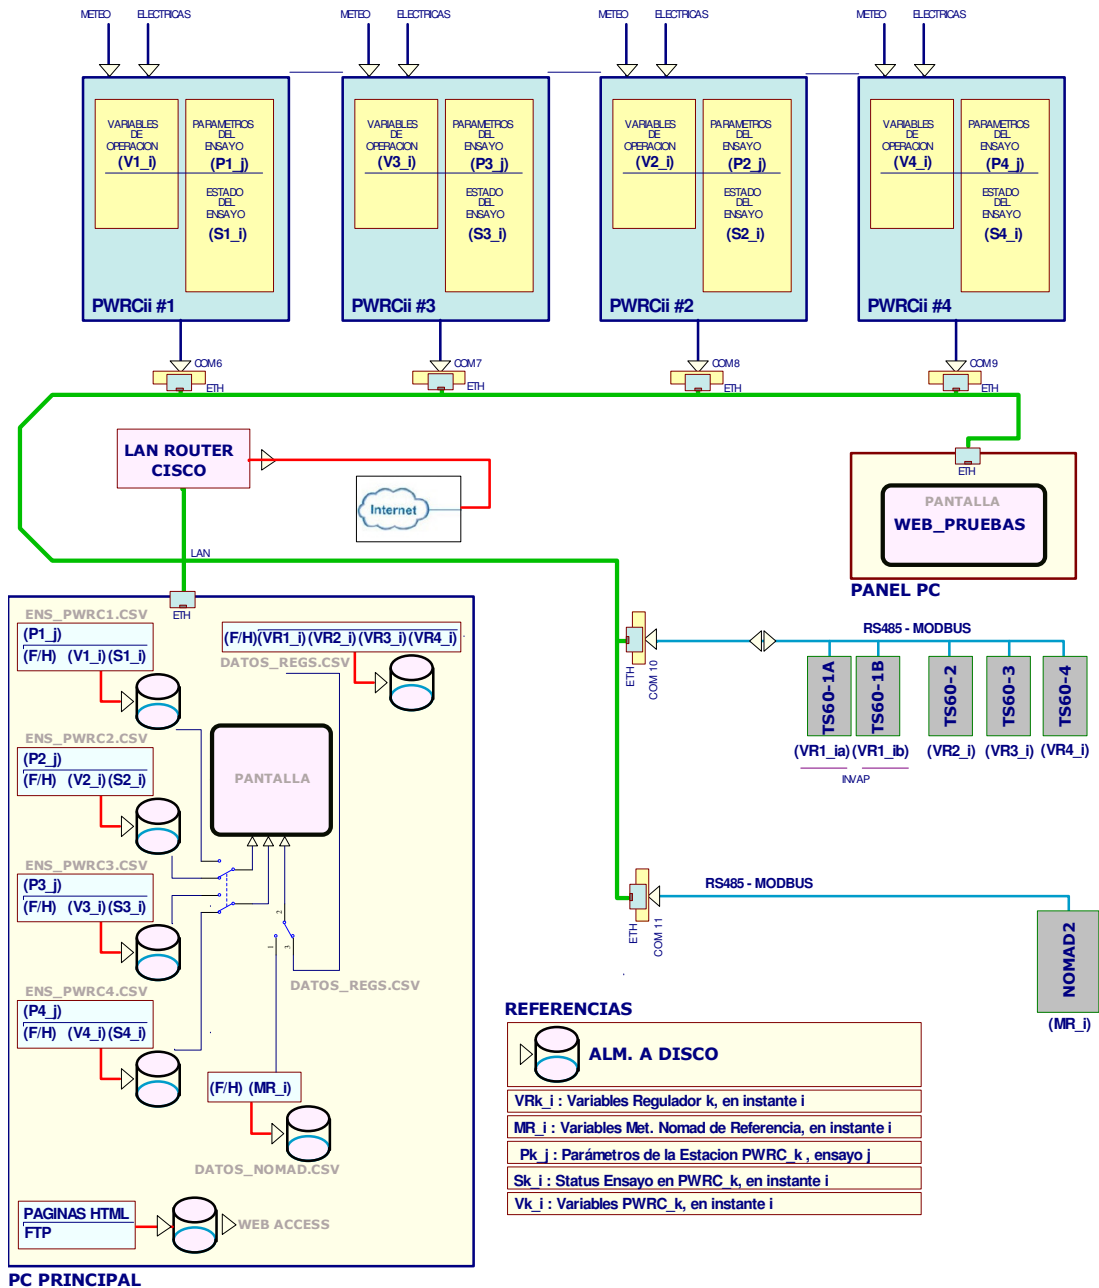 METEO ELECTRICAS
METEO ELECTRICAS
METEO ELECTRICAS
METEO ELECTRICAS
VARIABLES
DE
OPERACION
(V1_i)
PARAMETROS
DEL
ENSAYO
(P1_j)
ESTADO
DEL
ENSAYO
(S1_i)
PWRCii #1
VARIABLES
DE
OPERACION
(V3_i)
PARAMETROS
DEL
ENSAYO
(P3_j)
ESTADO
DEL
ENSAYO
(S3_i)
PWRCii #3
VARIABLES
DE
OPERACION
(V2_i)
PARAMETROS
DEL
ENSAYO
(P2_j)
ESTADO
DEL
ENSAYO
(S2_i)
PWRCii #2
VARIABLES
DE
OPERACION
(V4_i)
PARAMETROS
DEL
ENSAYO
(P4_j)
ESTADO
DEL
ENSAYO
(S4_i)
PWRCii #4
COM6
ETH
COM7
ETH
COM8
ETH
COM9
ETH
LAN ROUTER
CISCO
Internet
LAN
ETH
PANTALLA
WEB_PRUEBAS
PANEL PC
ETH
ENS_PWRC1.CSV
(P1_j)
(F/H) (V1_i)(S1_i)
(F/H)(VR1_i)(VR2_i)(VR3_i)(VR4_i)
DATOS_REGS.CSV
ENS_PWRC2.CSV
(P2_j)
(F/H) (V2_i)(S2_i)
PANTALLA
ENS_PWRC3.CSV
(P3_j)
(F/H) (V3_i)(S3_i)
1
2
3
DATOS_REGS.CSV
ENS_PWRC4.CSV
(P4_j)
(F/H) (V4_i)(S4_i)
(F/H) (MR_i)
DATOS_NOMAD.CSV
PAGINAS HTML
FTP
WEB ACCESS
PC PRINCIPAL
ETH
COM 10
RS485 - MODBUS
TS60-1A
TS60-1B
TS60-2
TS60-3
TS60-4
(VR1_ia) (VR1_ib) (VR2_i) (VR3_i) (VR4_i)
INVAP
ETH
COM 11
RS485 - MODBUS
NOMAD2
(MR_i)
REFERENCIAS
ALM. A DISCO
VRk_i : Variables Regulador k, en instante i
MR_i : Variables Met. Nomad de Referencia, en instante i
Pk_j : Parámetros de la Estacion PWRC_k , ensayo j
Sk_i : Status Ensayo en PWRC_k, en instante i
Vk_i : Variables PWRC_k, en instante i